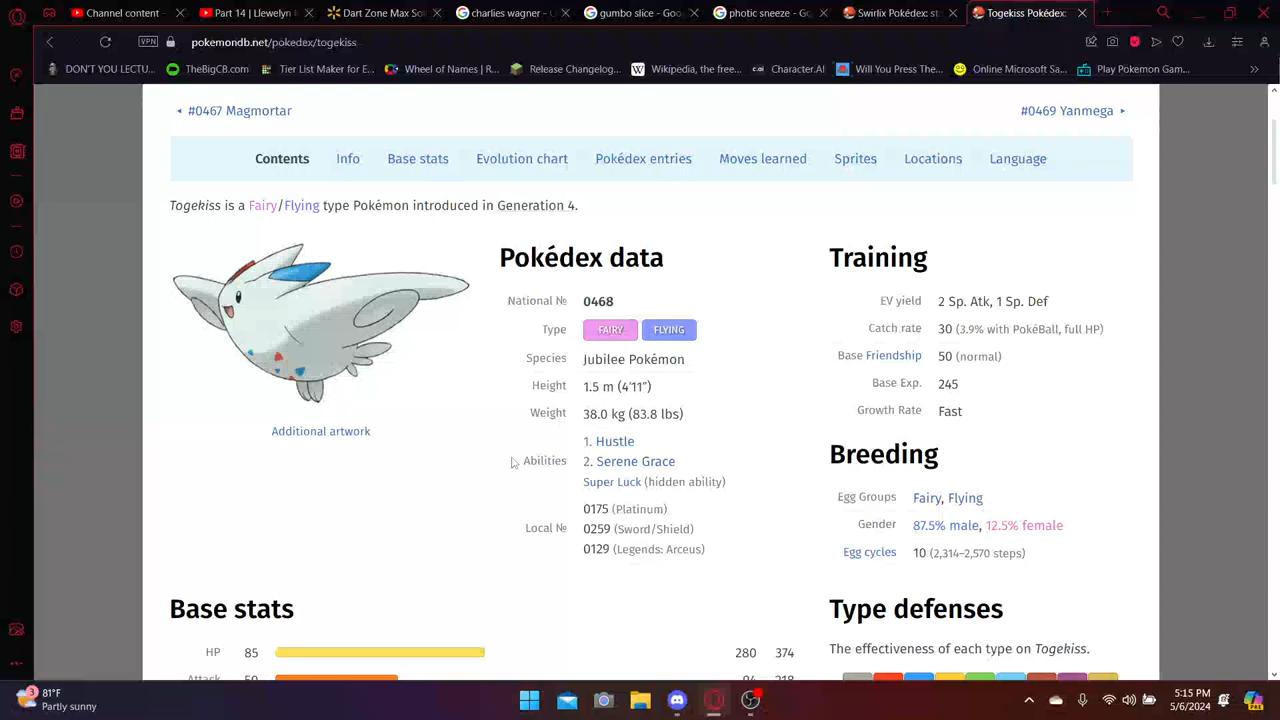 Channel content
Part 14 | Llewelyn
Dart Zone Max So
charlies wagner -
gumbo slice - Goo
photic sneeze - G
Swirlix Pokédex: st
Togekiss Pokédex:
VPN
pokemondb.net/pokedex/togekiss
DON'T YOU LECTU...
TheBigCB.com
Tier List Maker for E...
Wheel of Names | R...
Release Changelog...
Wikipedia, the free...
c.ai
Character.AI
Will You Press The...
Online Microsoft Sa...
Play Pokemon Gam...
#0467 Magmortar
#0469 Yanmega
Contents
Info
Base stats
Evolution chart
Pokédex entries
Moves learned
Sprites
Locations
Language
Togekiss is a Fairy/Flying type Pokémon introduced in Generation 4.
Additional artwork
Pokédex data
National № 0468
Type FAIRY FLYING
Species Jubilee Pokémon
Height 1.5 m (4′11″)
Weight 38.0 kg (83.8 lbs)
Abilities 1. Hustle
2. Serene Grace
Super Luck (hidden ability)
Local № 0175 (Platinum)
0259 (Sword/Shield)
0129 (Legends: Arceus)
Training
EV yield 2 Sp. Atk, 1 Sp. Def
Catch rate 30 (3.9% with PokéBall, full HP)
Base Friendship 50 (normal)
Base Exp. 245
Growth Rate Fast
Breeding
Egg Groups Fairy, Flying
Gender 87.5% male, 12.5% female
Egg cycles 10 (2,314–2,570 steps)
Base stats
HP 85 280 374
Type defenses
The effectiveness of each type on Togekiss.
3
81°F
Partly sunny
5:15 PM
5/6/2024